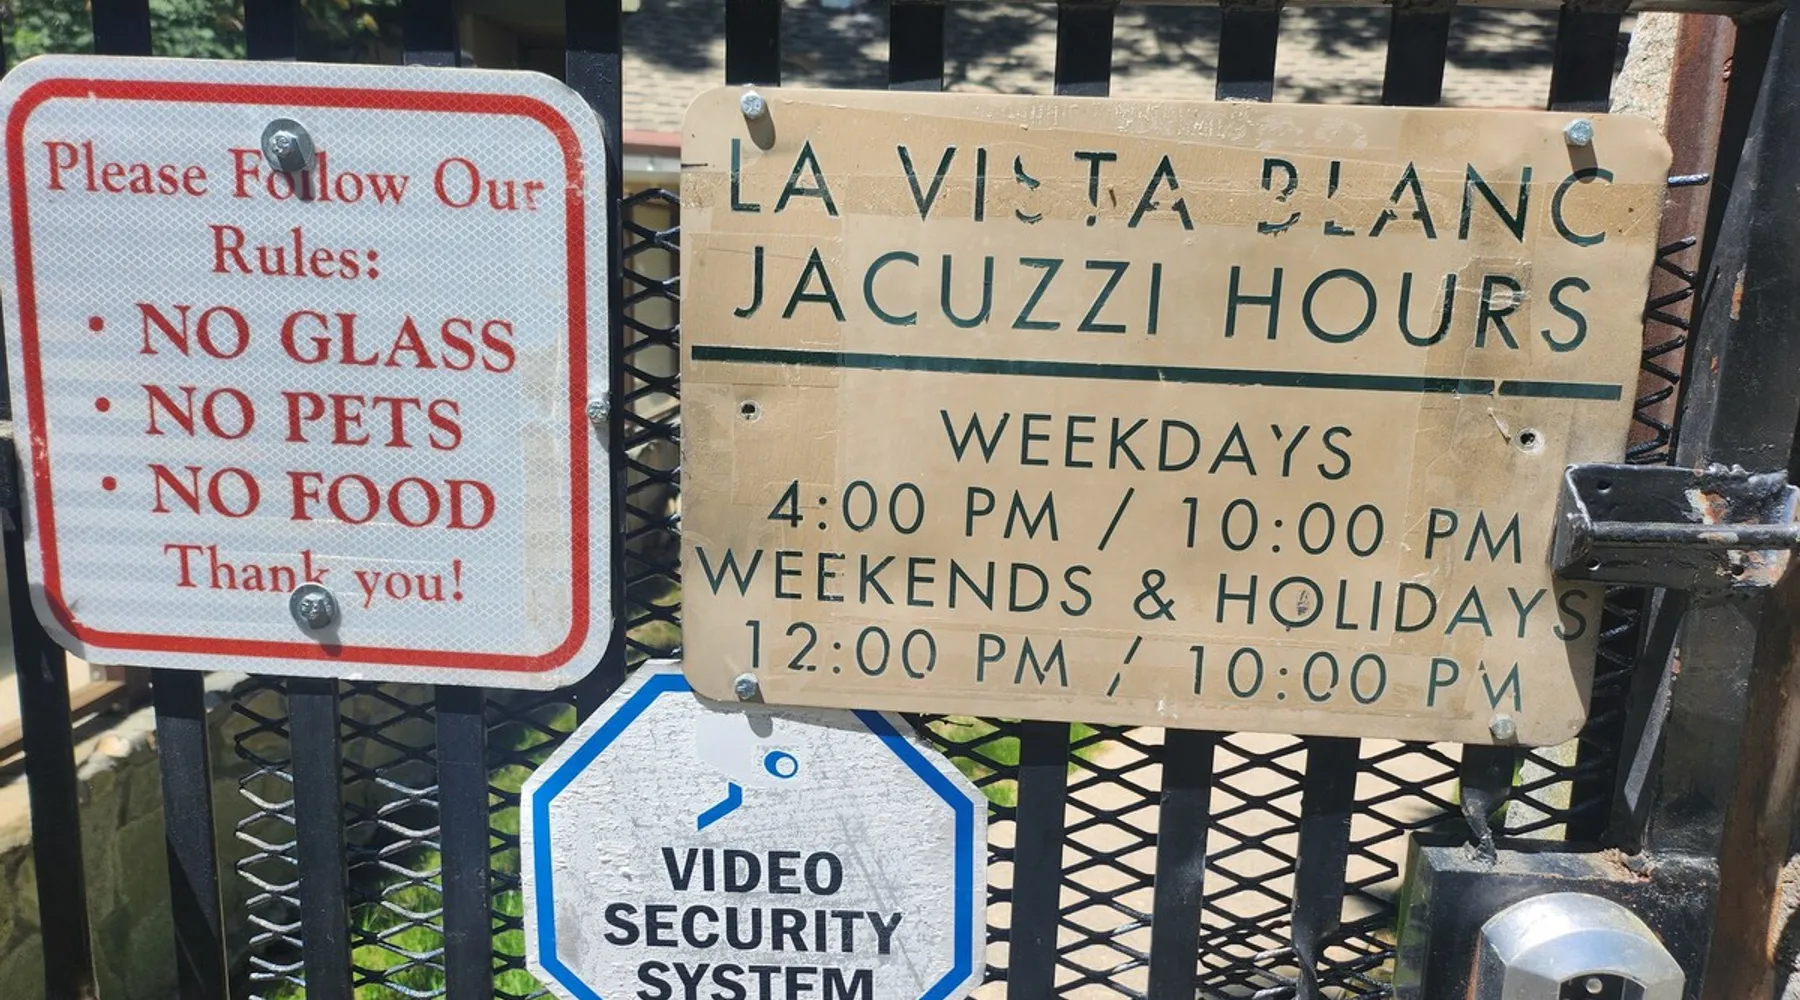 Please Follow Our
Rules:
• NO GLASS
• NO PETS
• NO FOOD
Thank you!
LA VISTA BLANC
JACUZZI HOURS
WEEKDAYS
4:00 PM / 10:00 PM
WEEKENDS & HOLIDAYS
12:00 PM / 10:00 PM
VIDEO
SECURITY
SYSTEM